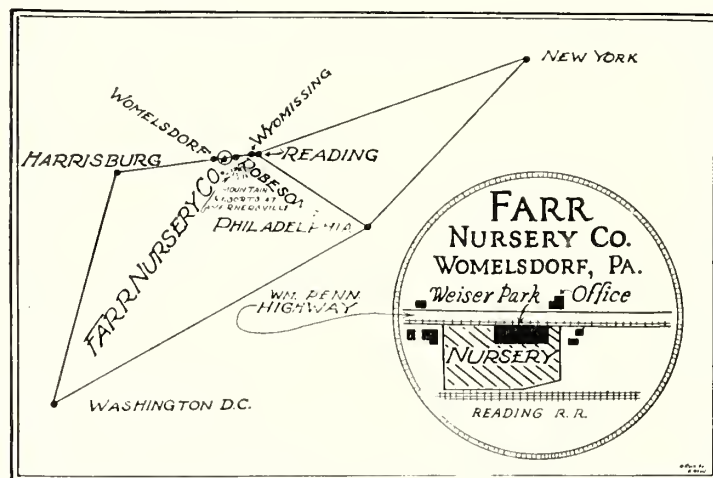 NEW YORK
WOMELSDORF
WYOMISSING
HARRISBURG
READING
ROBESON
MOUNTAIN
RESORTS AT
WERNERSVILLE
FARR NURSERY CO.
PHILADELPHIA
WM. PENN
HIGHWAY
WASHINGTON D.C.
FARR
NURSERY CO.
WOMELSDORF, PA.
Weiser Park Office
NURSERY
READING R.R.